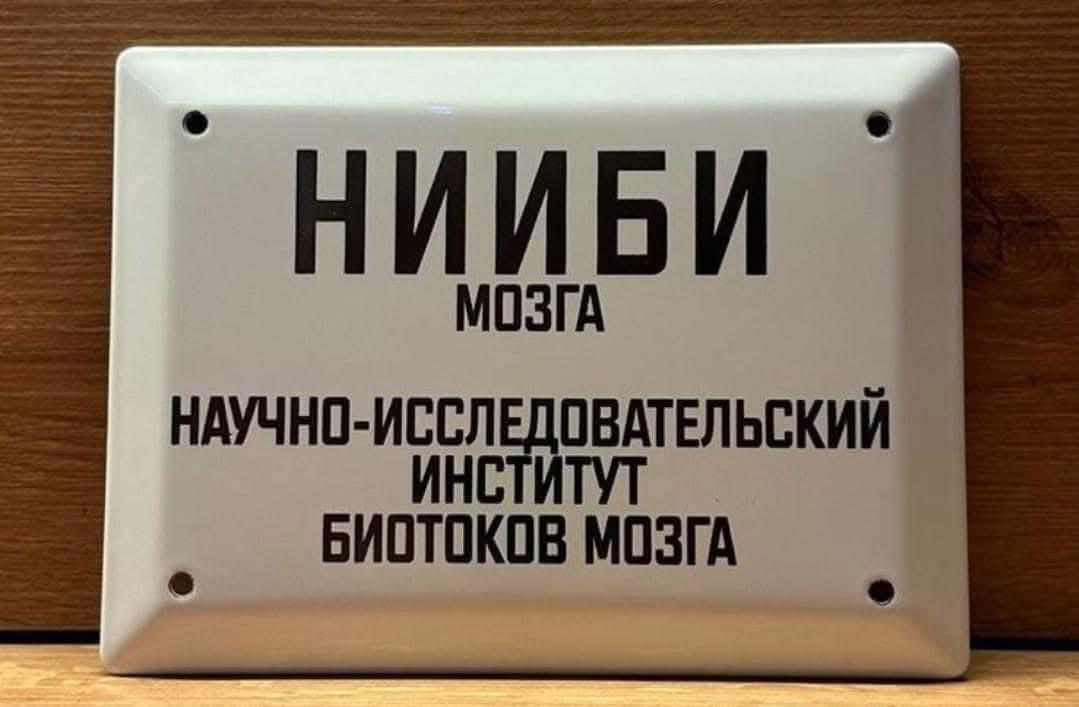 НИИБИ
МОЗГА
НАУЧНО-ИССЛЕДОВАТЕЛЬСКИЙ
ИНСТИТУТ
БИОТОКОВ МОЗГА